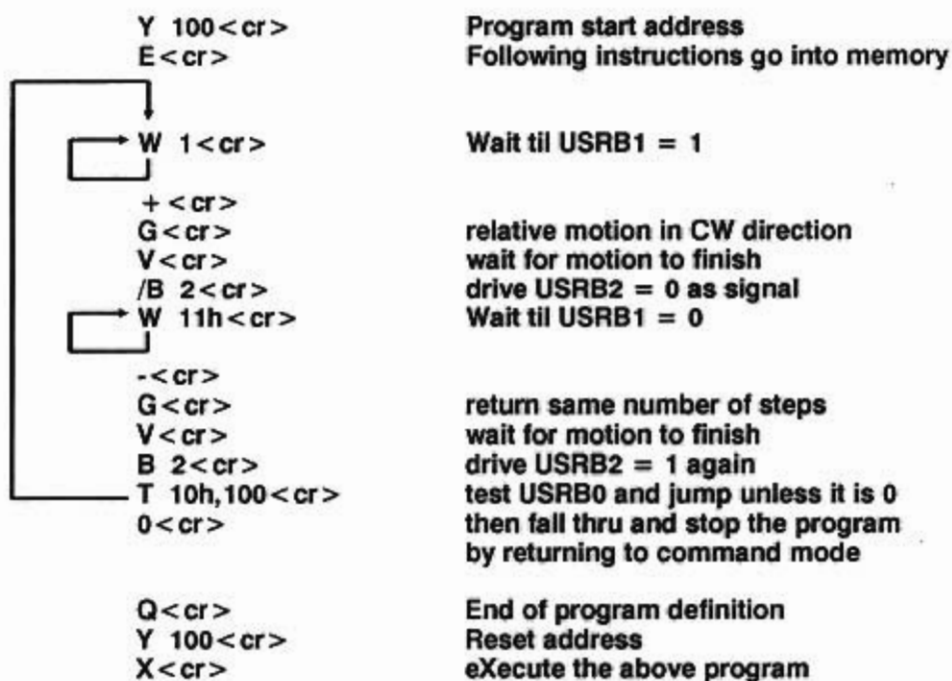 Y 100<cr> Program start address
E<cr> Following instructions go into memory
W 1<cr> Wait til USRB1 = 1
+<cr>
G<cr> relative motion in CW direction
V<cr> wait for motion to finish
/B 2<cr> drive USRB2 = 0 as signal
W 11h<cr> Wait til USRB1 = 0
-<cr>
G<cr> return same number of steps
V<cr> wait for motion to finish
B 2<cr> drive USRB2 = 1 again
T 10h,100<cr> test USRB0 and jump unless it is 0
0<cr> then fall thru and stop the program
by returning to command mode
Q<cr> End of program definition
Y 100<cr> Reset address
X<cr> eXecute the above program